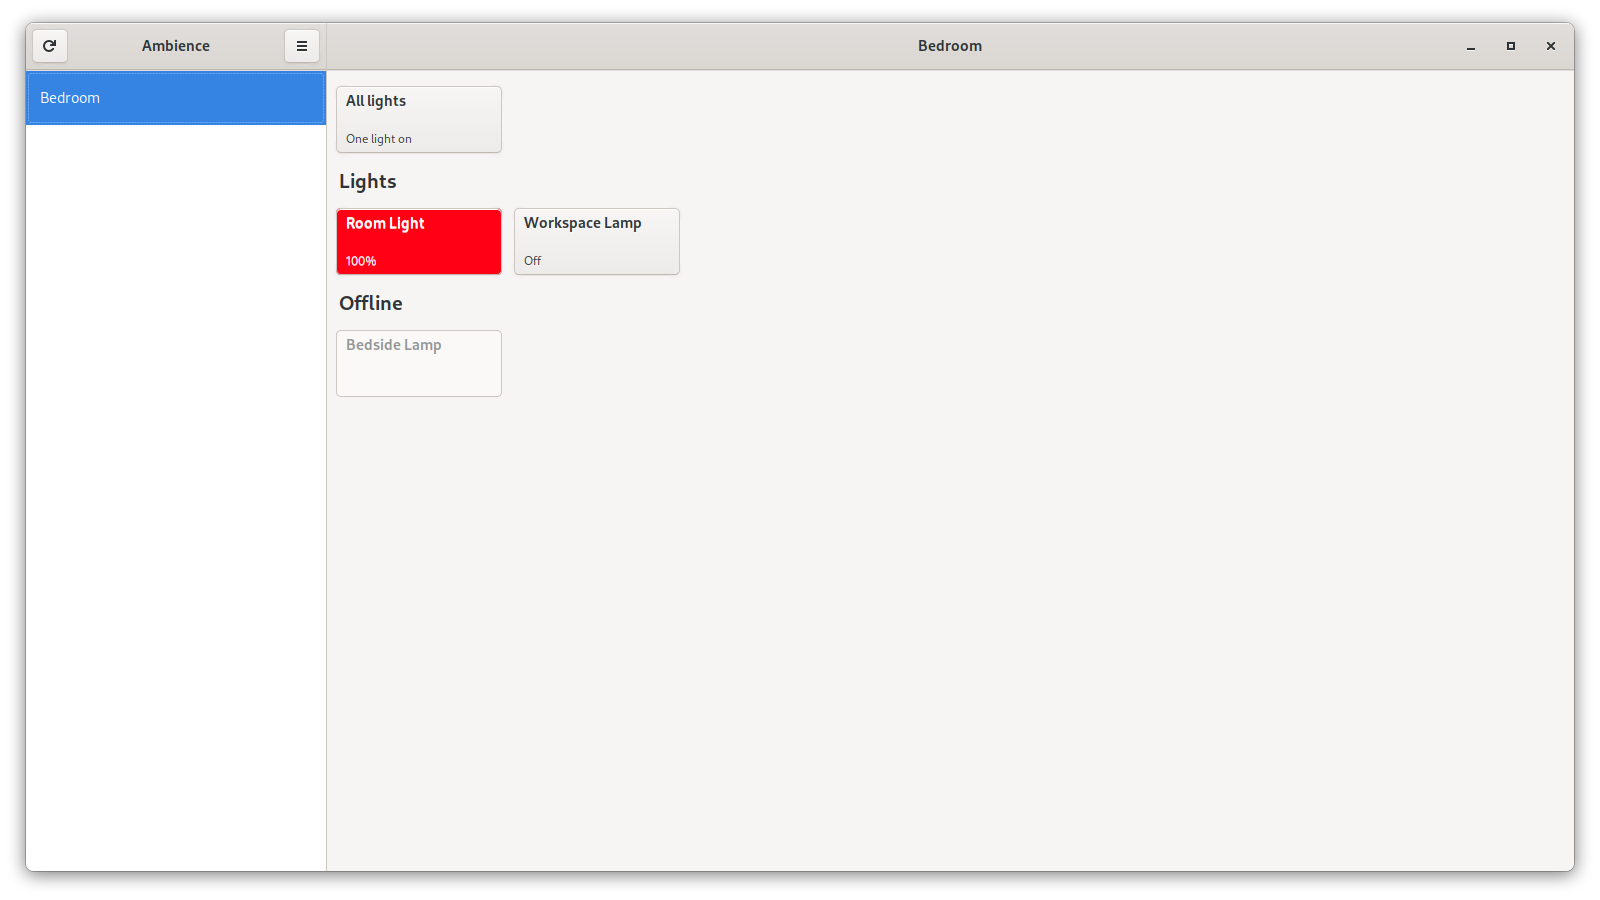 Ambience
Bedroom
Bedroom
All lights
One light on
Lights
Room Light
100%
Workspace Lamp
Off
Offline
Bedside Lamp